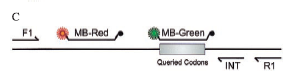 C
F1 MB-Red MB-Green
Queried Codons INT R1